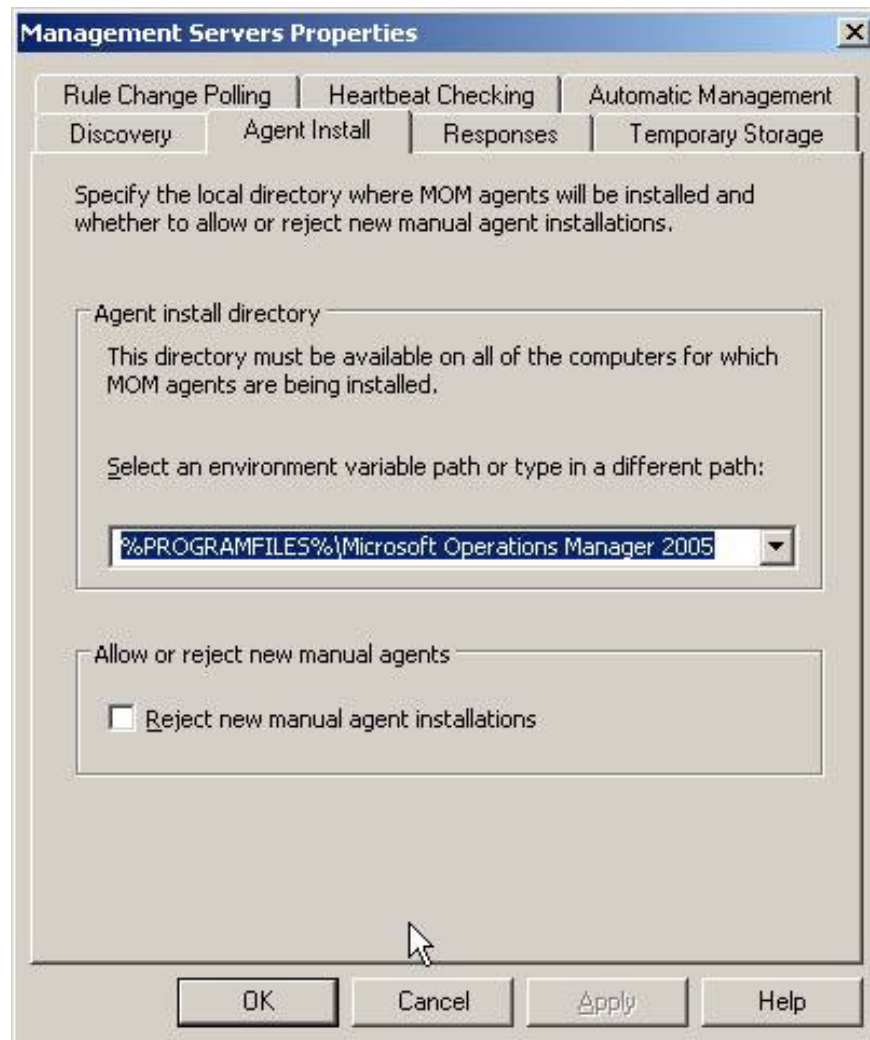 Management Servers Properties
Rule Change Polling
Heartbeat Checking
Automatic Management
Discovery
Agent Install
Responses
Temporary Storage
Specify the local directory where MOM agents will be installed and
whether to allow or reject new manual agent installations.
Agent install directory
This directory must be available on all of the computers for which
MOM agents are being installed.
Select an environment variable path or type in a different path:
%PROGRAMFILES%\Microsoft Operations Manager 2005
Allow or reject new manual agents
Reject new manual agent installations
OK
Cancel
Apply
Help